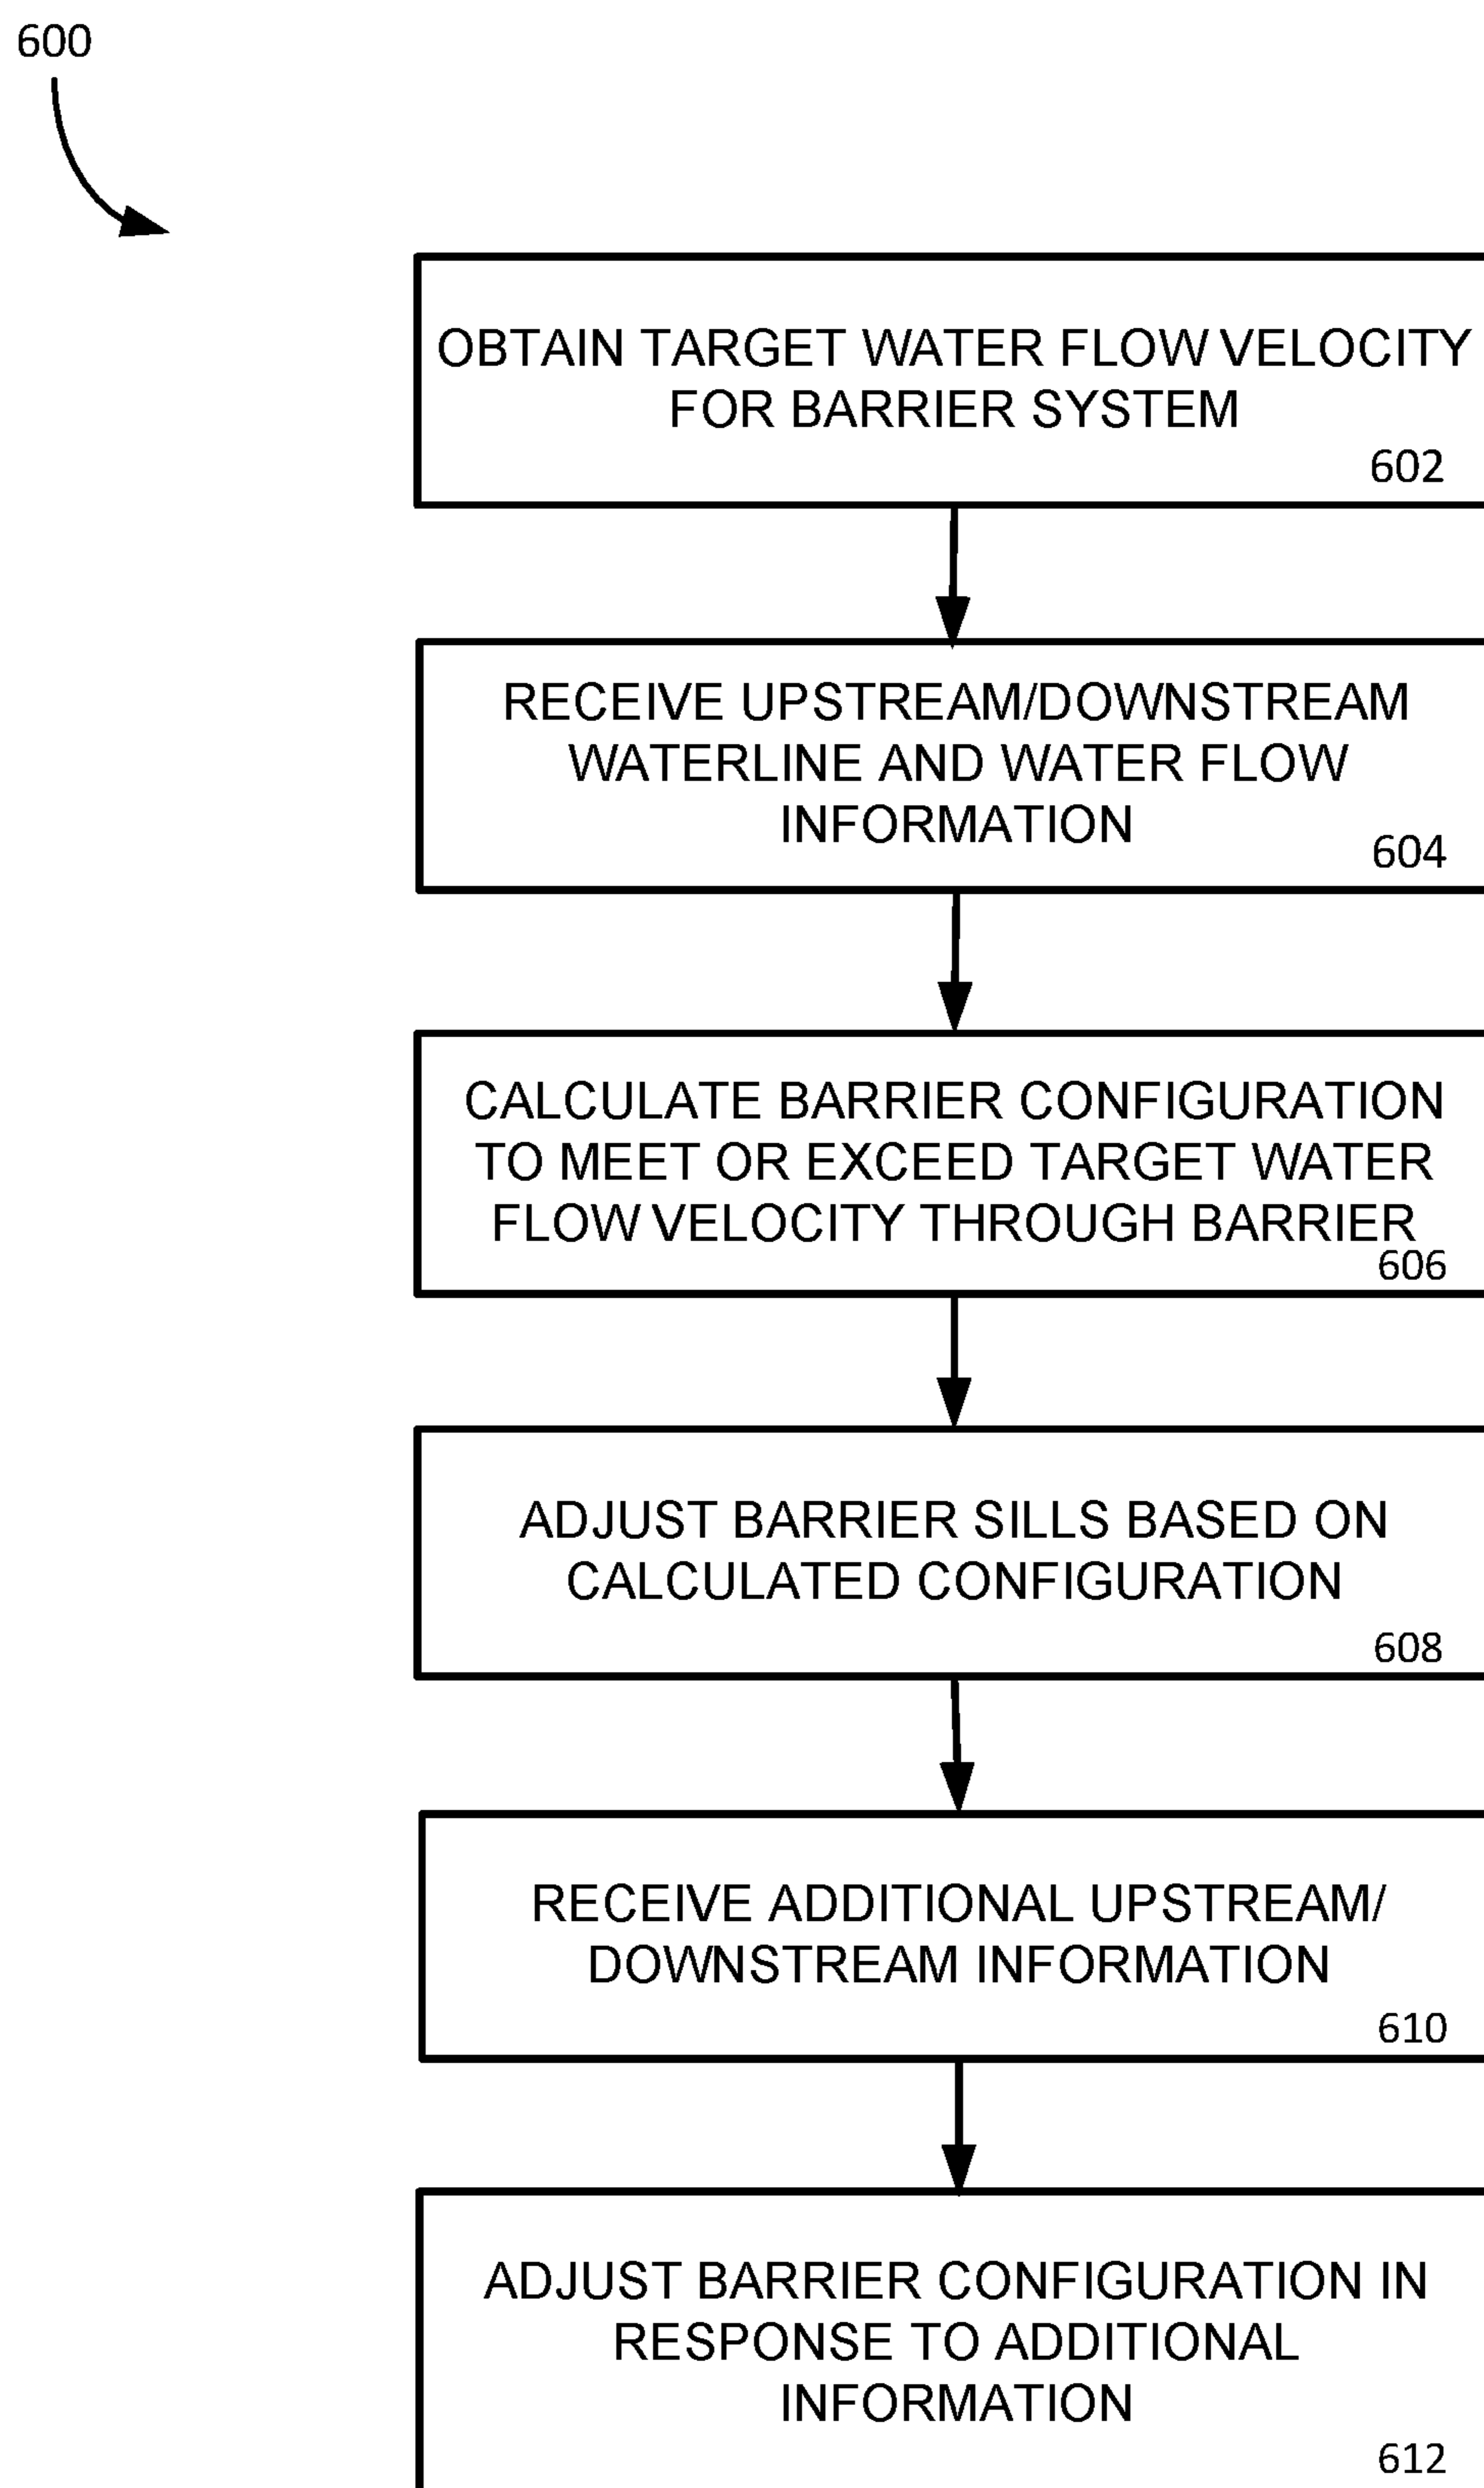 600
OBTAIN TARGET WATER FLOW VELOCITY
FOR BARRIER SYSTEM
602
RECEIVE UPSTREAM/DOWNSTREAM
WATERLINE AND WATER FLOW
INFORMATION
604
CALCULATE BARRIER CONFIGURATION
TO MEET OR EXCEED TARGET WATER
FLOW VELOCITY THROUGH BARRIER
606
ADJUST BARRIER SILLS BASED ON
CALCULATED CONFIGURATION
608
RECEIVE ADDITIONAL UPSTREAM/
DOWNSTREAM INFORMATION
610
ADJUST BARRIER CONFIGURATION IN
RESPONSE TO ADDITIONAL
INFORMATION
612